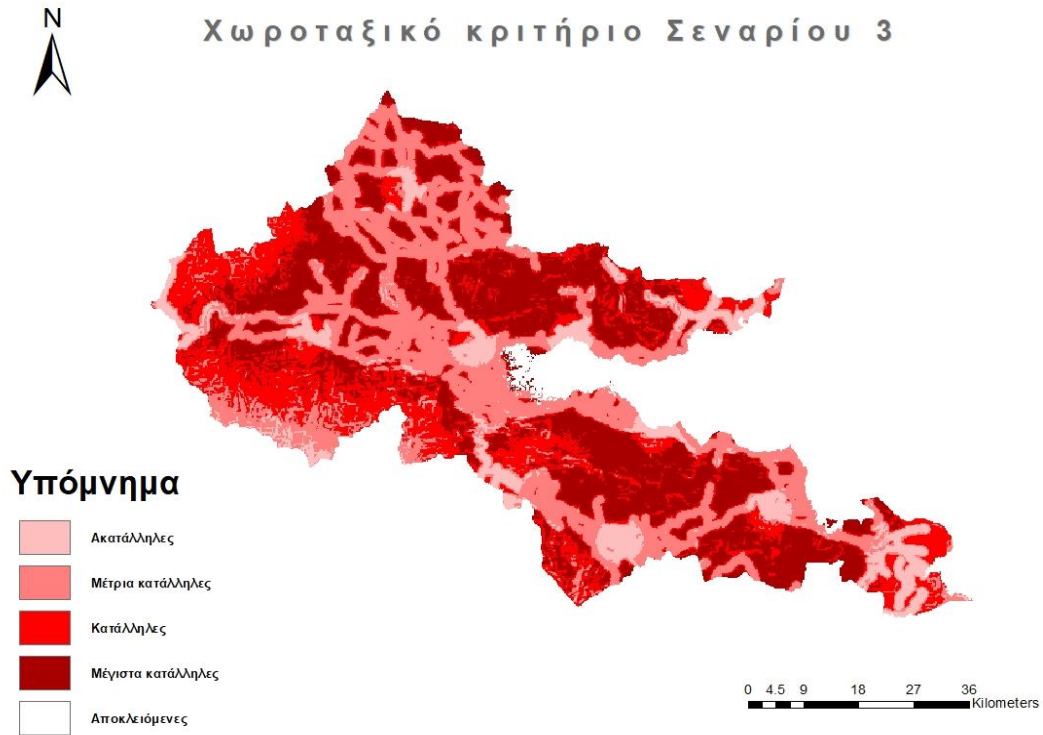 N
Χωροταξικό κριτήριο Σεναρίου 3
Υπόμνημα
Ακατάλληλες
Μέτρια κατάλληλες
Κατάλληλες
Μέγιστα κατάλληλες
Αποκλειόμενες
0 4.5 9 18 27 36
Kilometers